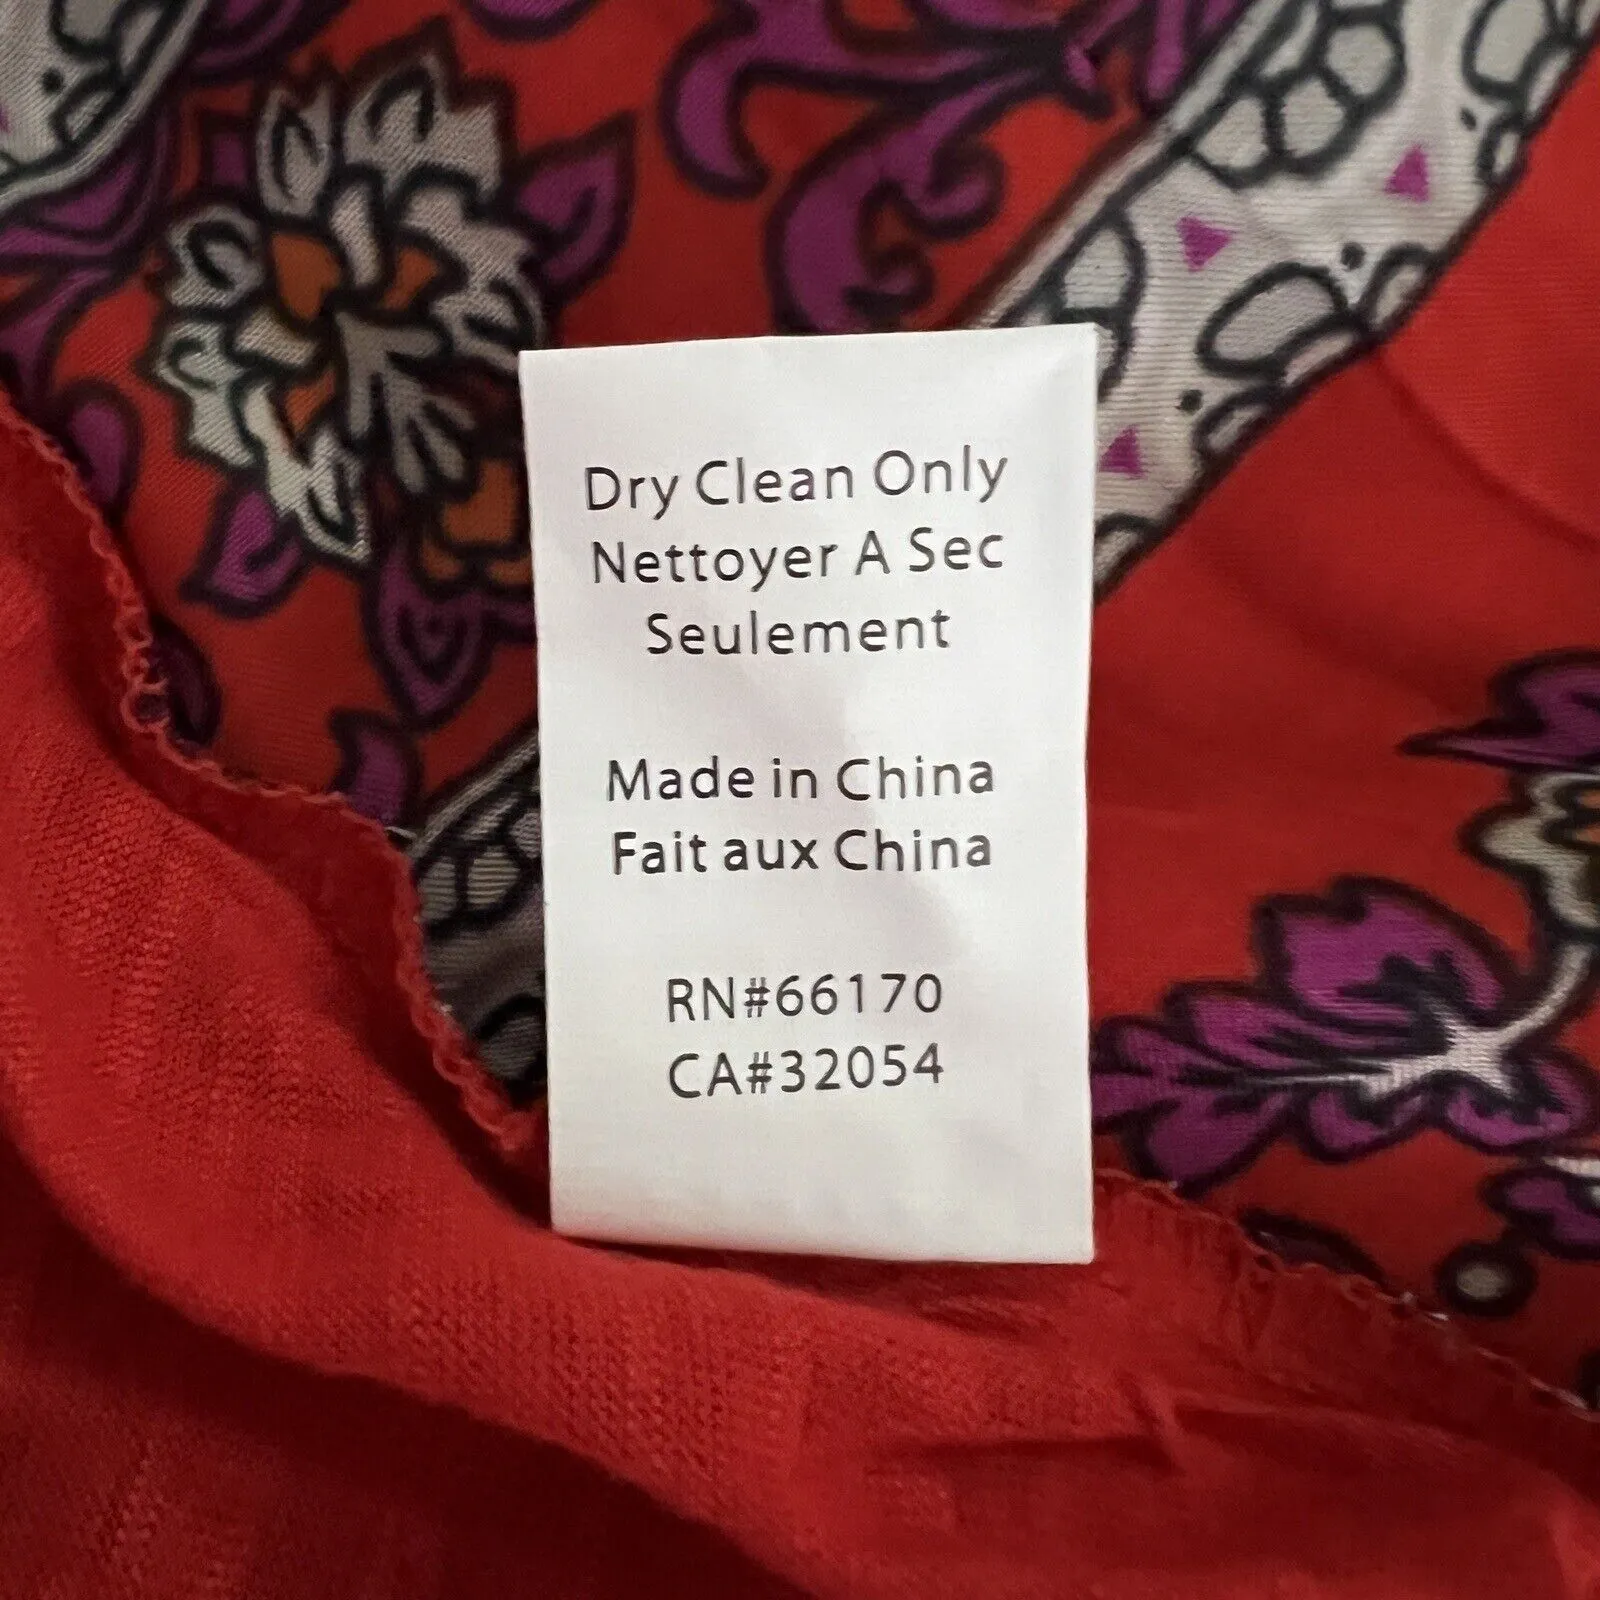 Dry Clean Only
Nettoyer A Sec
Seulement
Made in China
Fait aux China
RN#66170
CA#32054